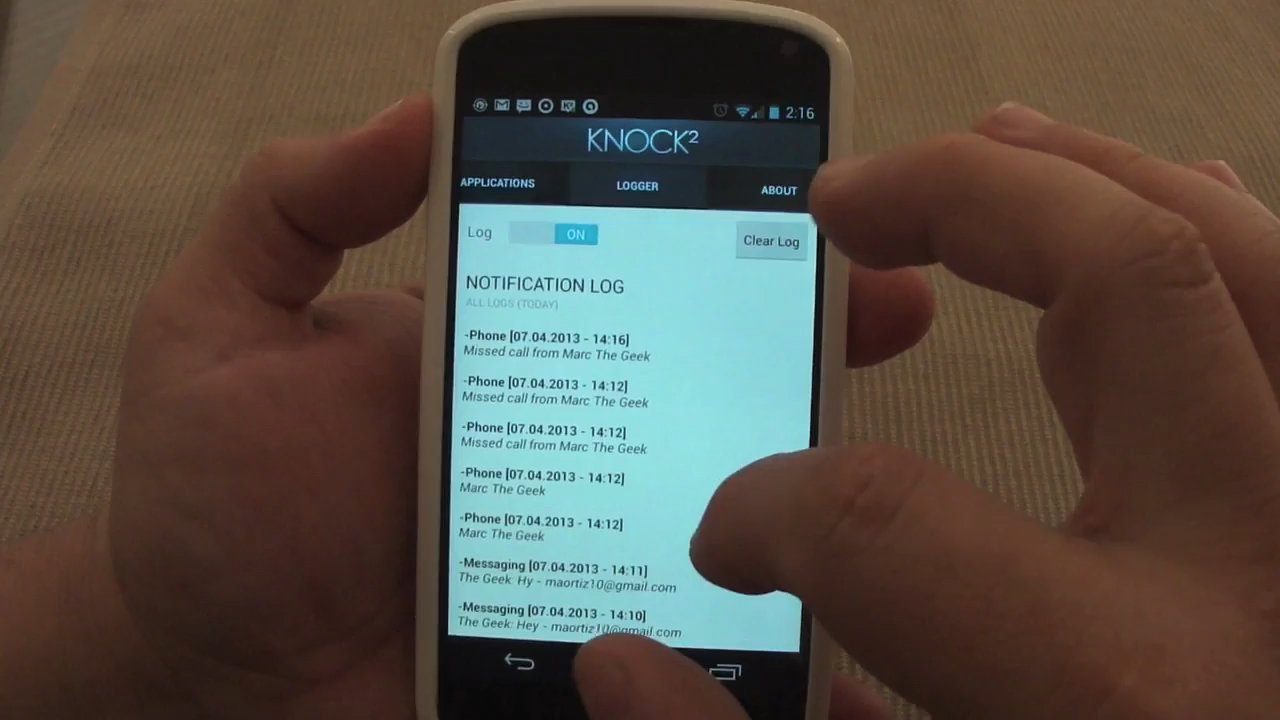 2:16
KNOCK²
APPLICATIONS LOGGER ABOUT
Log ON Clear Log
NOTIFICATION LOG
ALL LOGS (TODAY)
-Phone [07.04.2013 - 14:16]
Missed call from Marc The Geek
-Phone [07.04.2013 - 14:12]
Missed call from Marc The Geek
-Phone [07.04.2013 - 14:12]
Missed call from Marc The Geek
-Phone [07.04.2013 - 14:12]
Marc The Geek
-Phone [07.04.2013 - 14:12]
Marc The Geek
-Messaging [07.04.2013 - 14:11]
The Geek: Hy - maortiz10@gmail.com
-Messaging [07.04.2013 - 14:10]
The Geek: Hey - maortiz10@gmail.com